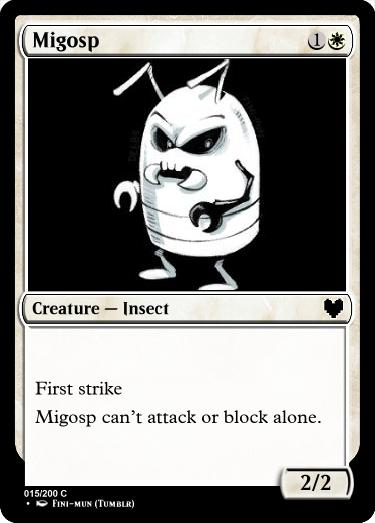 Migosp
1
Creature — Insect
First strike
Migosp can't attack or block alone.
2/2
015/200 C
• Fini-mun (Tumblr)